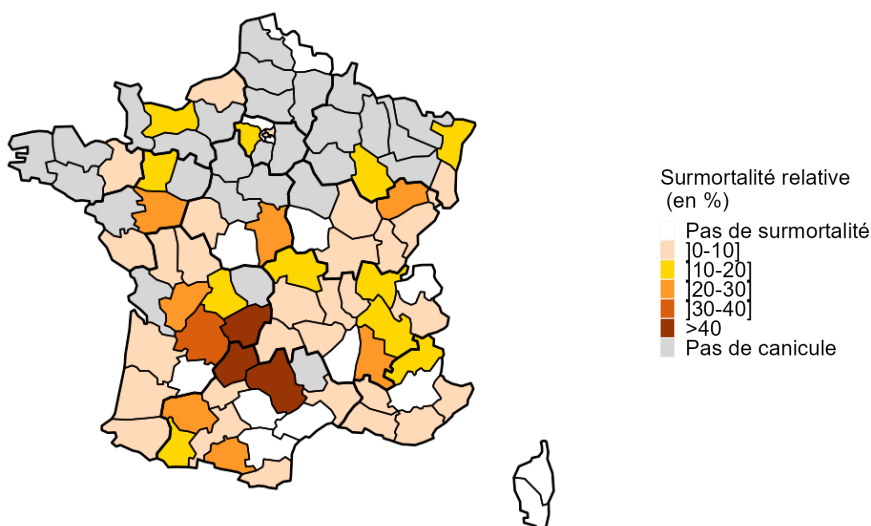 Surmortalité relative
(en %)
Pas de surmortalité
]0-10]
]10-20]
]20-30]
]30-40]
>40
Pas de canicule